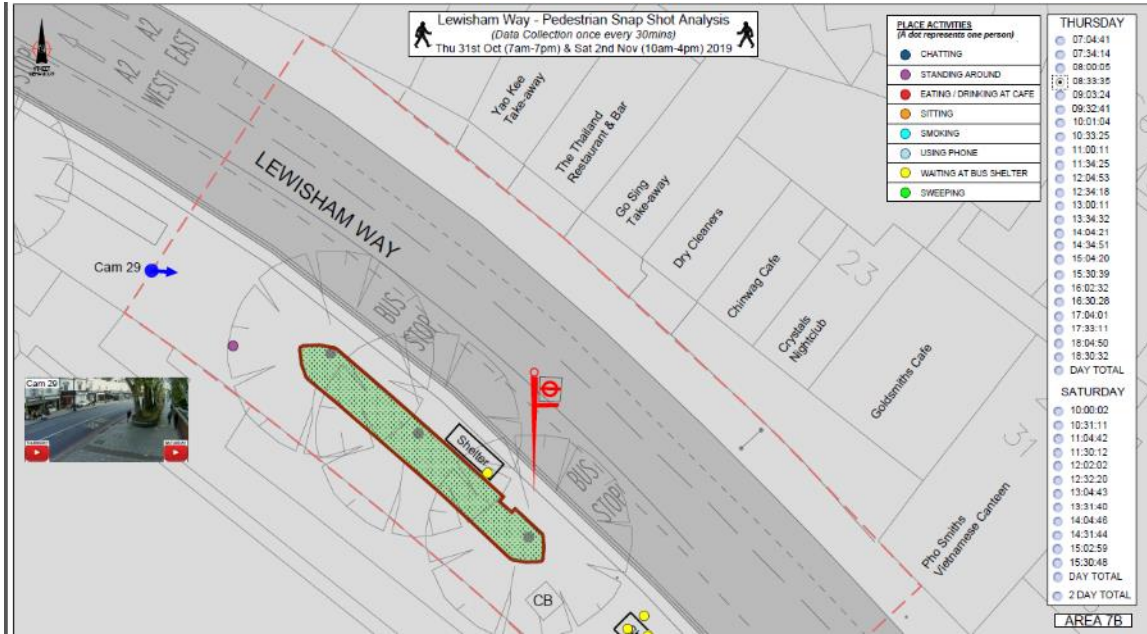 Lewisham Way - Pedestrian Snap Shot Analysis
(Data Collection once every 30mins)
Thu 31st Oct (7am-7pm) & Sat 2nd Nov (10am-4pm) 2019
STOP
A2
A2
EAST
WEST
LEWISHAM WAY
Yao Kee
Take-away
The Thailand
Restaurant & Bar
Go Sing
Take-away
Dry Cleaners
Chinwag Cafe
23
Crystals
Nightclub
Goldsmiths Cafe
31
Pho Smiths
Vietnamese Canteen
Cam 29
Cam 29
BUS
STOP
Shelter
BUS
STOP
CB
PLACE ACTIVITIES
(A dot represents one person)
CHATTING
STANDING AROUND
EATING / DRINKING AT CAFE
SITTING
SMOKING
USING PHONE
WAITING AT BUS SHELTER
SWEEPING
THURSDAY
07:04:41
07:34:14
08:00:05
08:33:35
09:03:24
09:32:41
10:01:04
10:33:25
11:00:11
11:34:25
12:04:53
12:34:18
13:00:11
13:34:32
14:04:21
14:34:51
15:04:20
15:30:39
16:02:32
16:30:28
17:04:01
17:33:11
18:04:50
18:30:32
DAY TOTAL
SATURDAY
10:00:02
10:31:11
11:04:42
11:30:12
12:02:02
12:32:20
13:04:43
13:31:40
14:04:46
14:31:44
15:02:59
15:30:48
DAY TOTAL
2 DAY TOTAL
AREA 7B